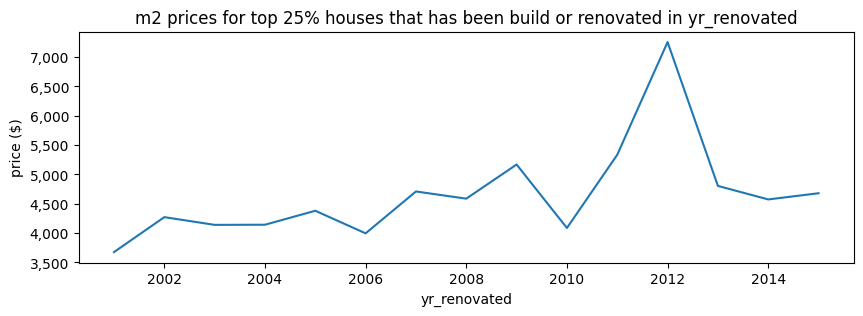 m2 prices for top 25% houses that has been build or renovated in yr_renovated
7,000
6,500
6,000
5,500
5,000
4,500
4,000
3,500
price ($)
2002 2004 2006 2008 2010 2012 2014
yr_renovated